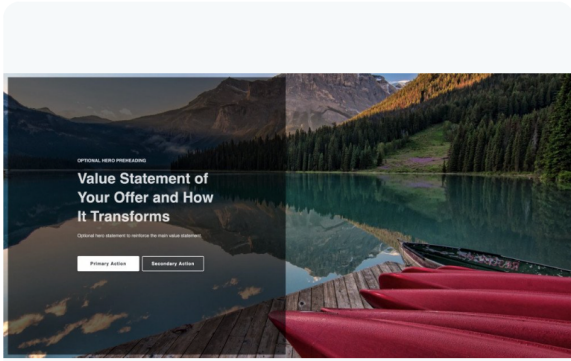 OPTIONAL HERO PREHEADING
Value Statement of
Your Offer and How
It Transforms
Optional hero statement to reinforce the main value statement
Primary Action
Secondary Action